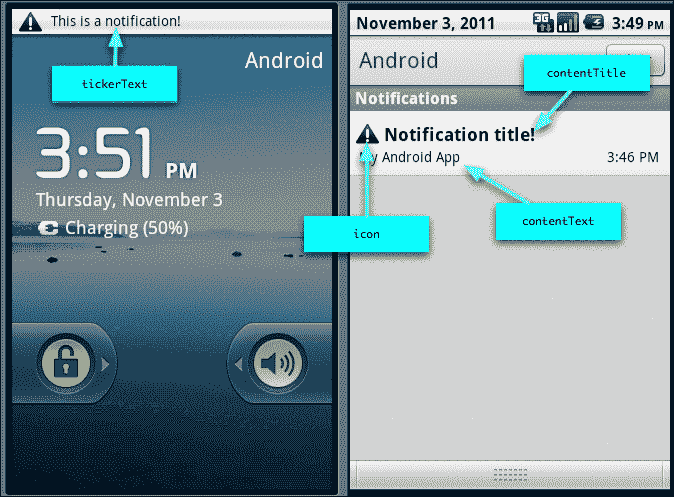 This is a notification!
tickerText
Android
3:51 PM
Thursday, November 3
Charging (50%)
November 3, 2011
3G
3:49 PM
Android
contentTitle
Notifications
Notification title!
Android App
3:46 PM
icon
contentText